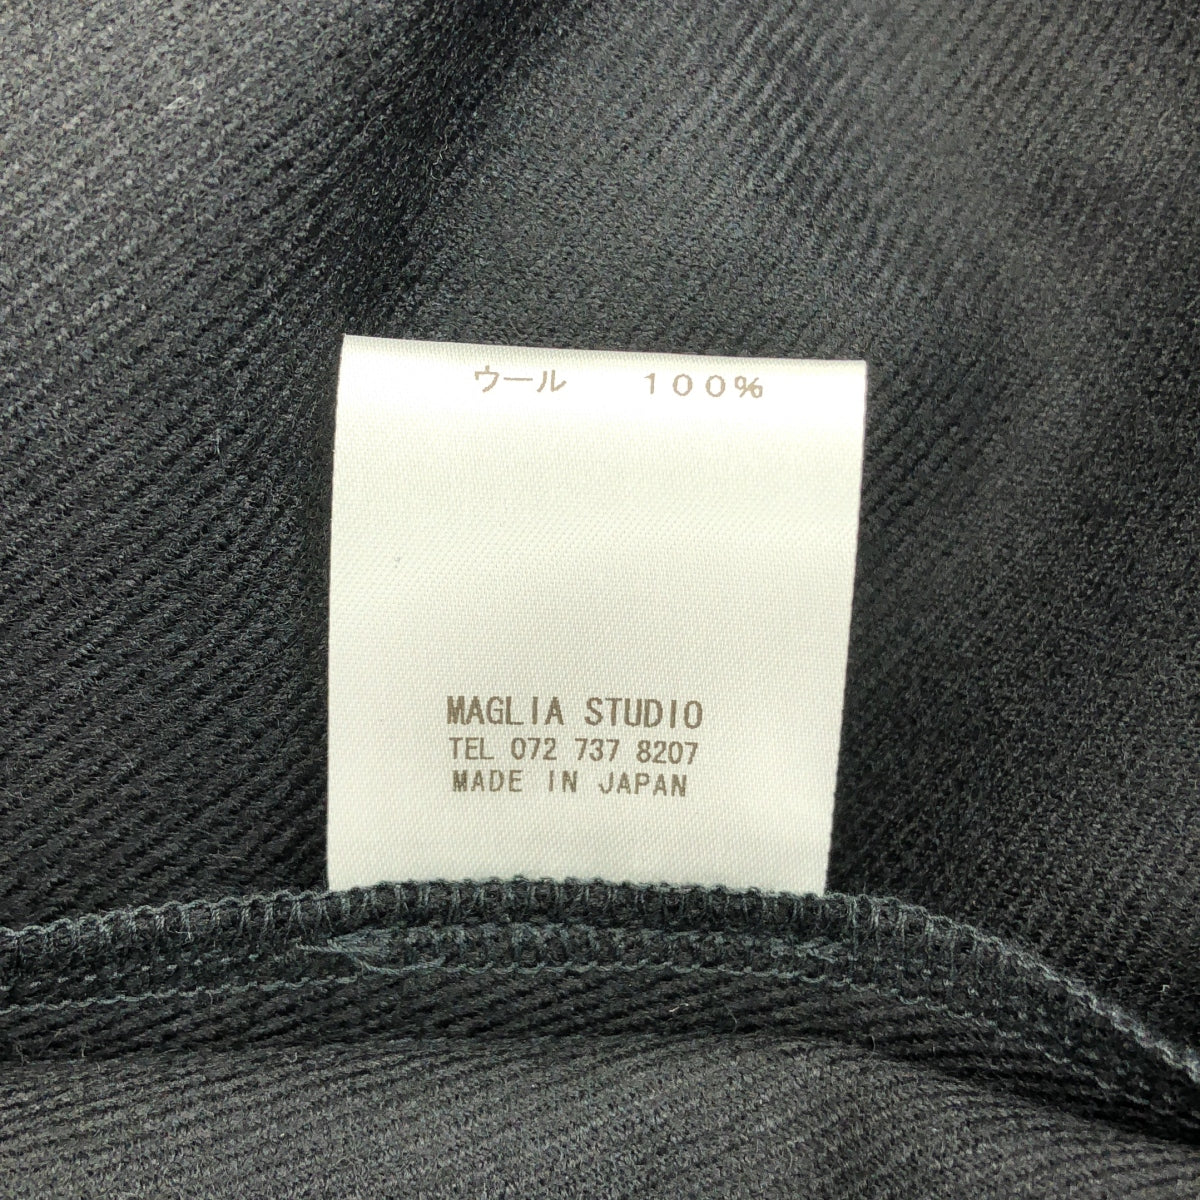 ウール　１００％
MAGLIA STUDIO
TEL 072 737 8207
MADE IN JAPAN